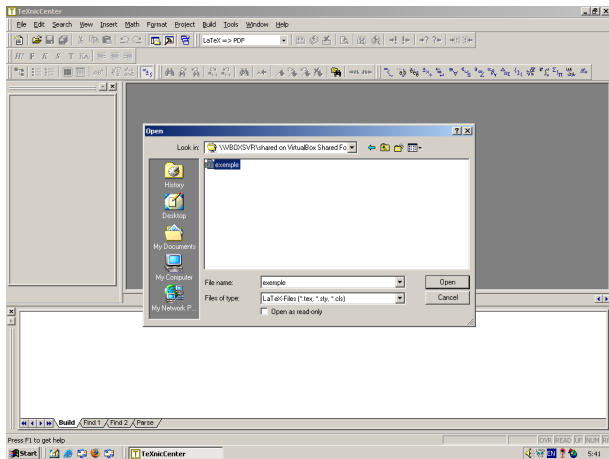 TeXnicCenter
File Edit Search View Insert Math Format Project Build Tools Window Help
LaTeX => PDF
Open
Look in: \\VBOXSVR\shared on VirtualBox Shared Fo
exemple
History
Desktop
My Documents
My Computer
My Network P...
File name: exemple Open
Files of type: LaTeX-Files (*.tex, *.sty, *.cls) Cancel
Open as read-only
Build Find 1 Find 2 Parse
Press F1 to get help
OVR READ UF NUM
Start TeXnicCenter EN 5:41